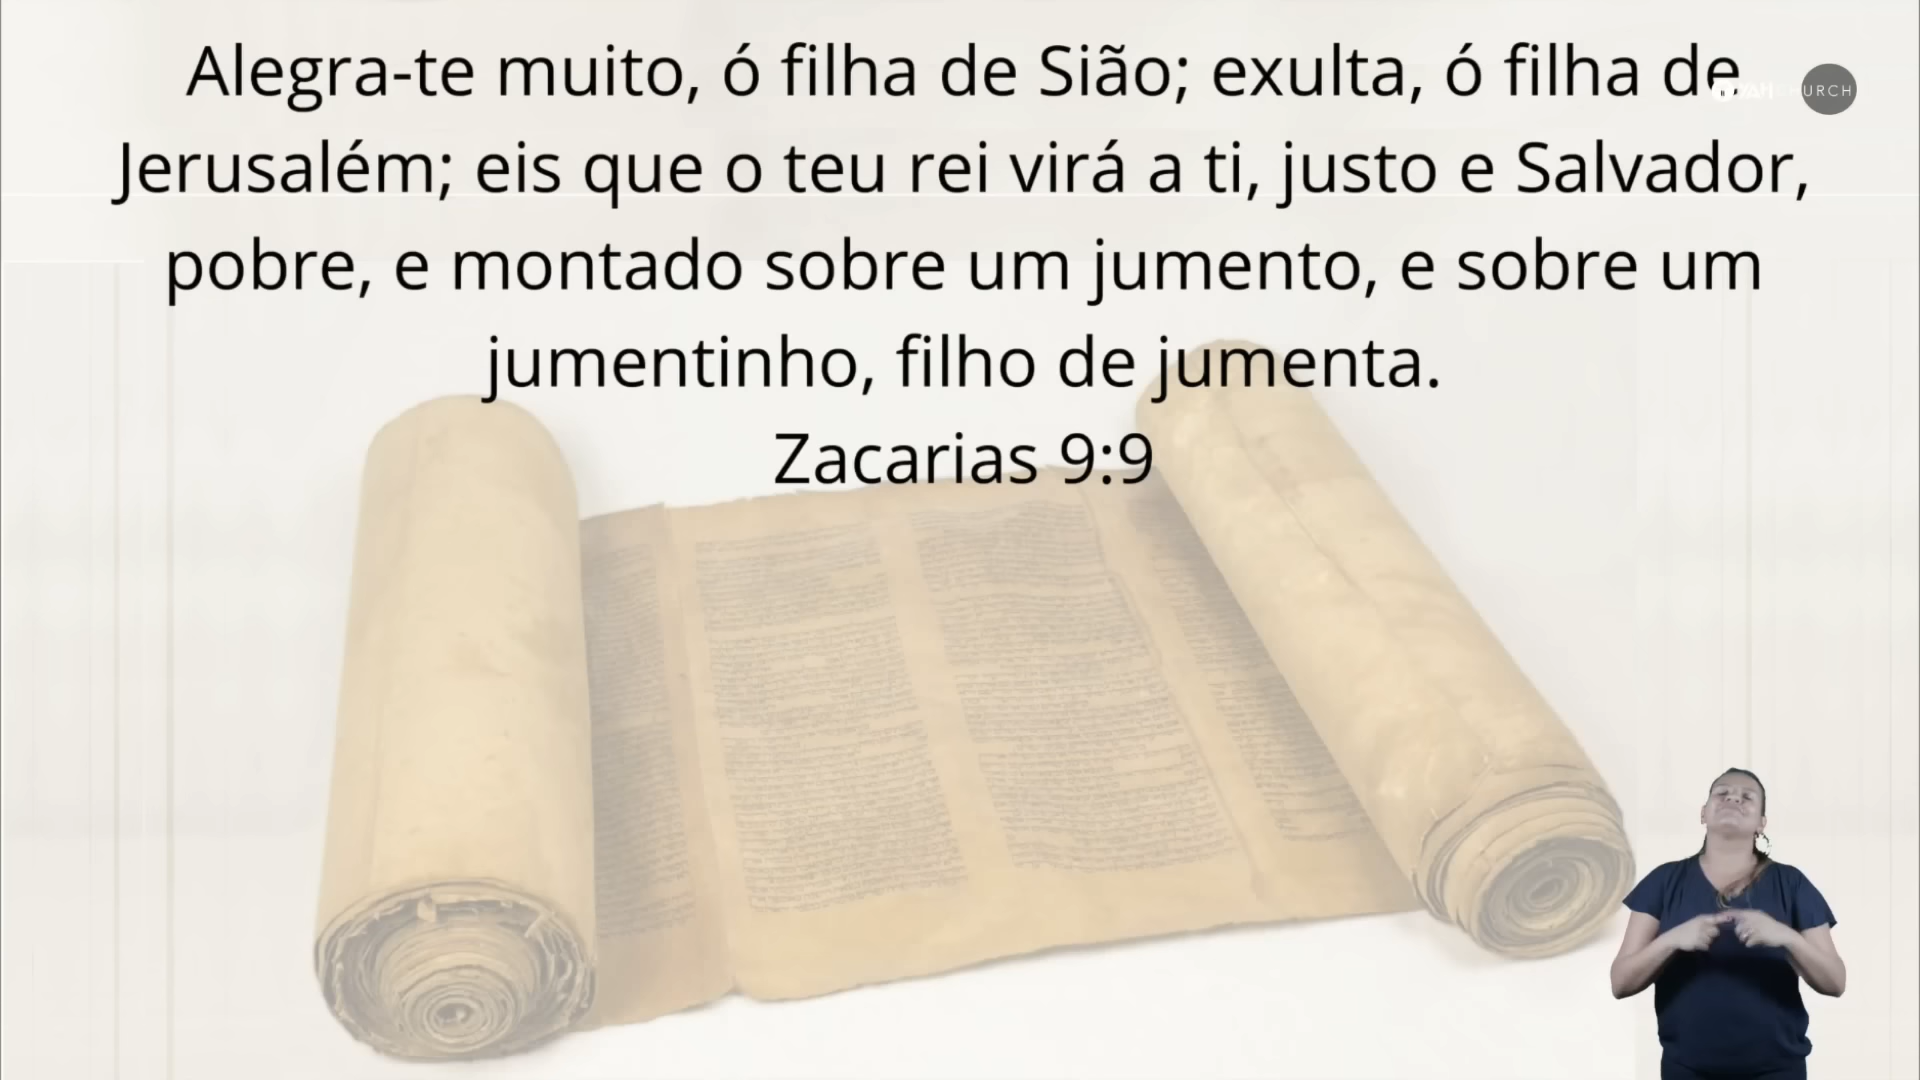 Alegra-te muito, ó filha de Sião; exulta, ó filha de
Jerusalém; eis que o teu rei virá a ti, justo e Salvador,
pobre, e montado sobre um jumento, e sobre um
jumentinho, filho de jumenta.
Zacarias 9:9